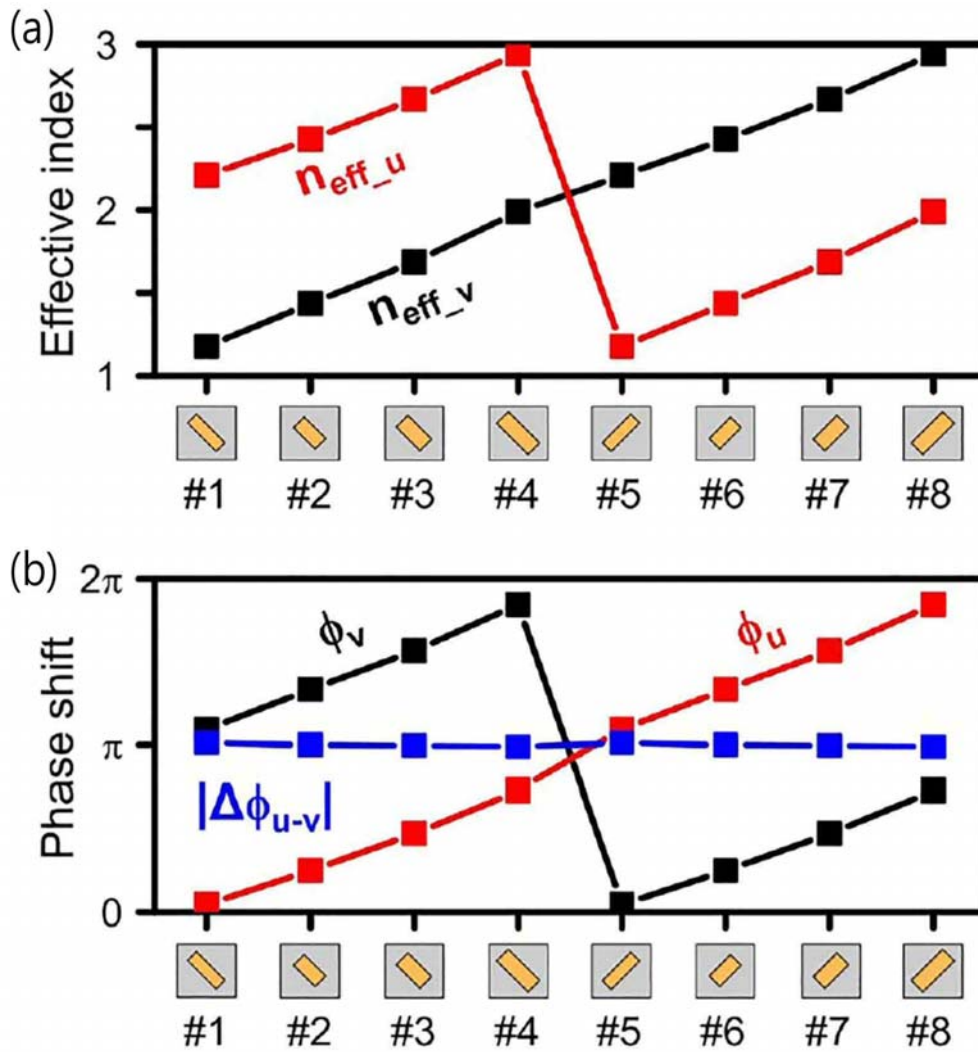 (a)
3
2
1
Effective index
n_eff_u
n_eff_v
#1 #2 #3 #4 #5 #6 #7 #8
(b)
2π
π
0
Phase shift
ϕ_v
ϕ_u
|Δϕ_u-v|
#1 #2 #3 #4 #5 #6 #7 #8